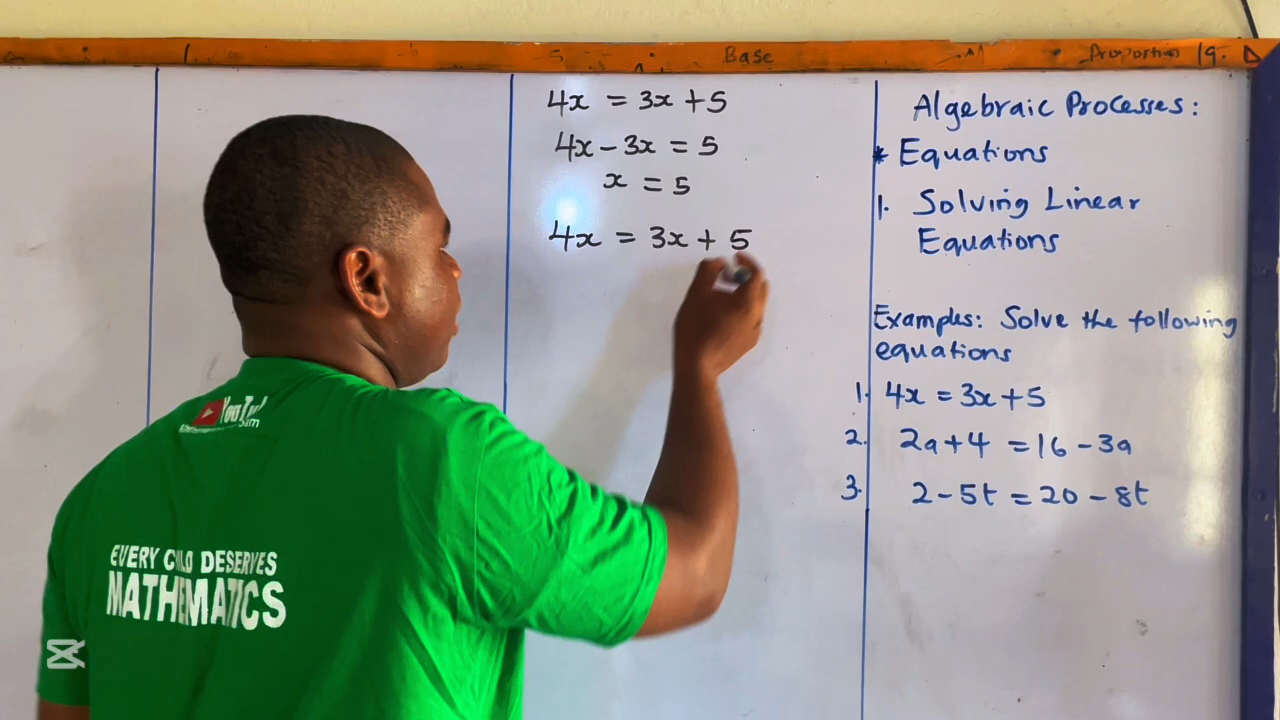 Base
Proportion 19.
4x = 3x + 5
4x - 3x = 5
x = 5
4x = 3x + 5
Algebraic Processes:
* Equations
1. Solving Linear
Equations
Examples: Solve the following
equations
1. 4x = 3x + 5
2. 2a + 4 = 16 - 3a
3. 2 - 5t = 20 - 8t
YouTu
EVERY CHILD DESERVES
MATHEMATICS